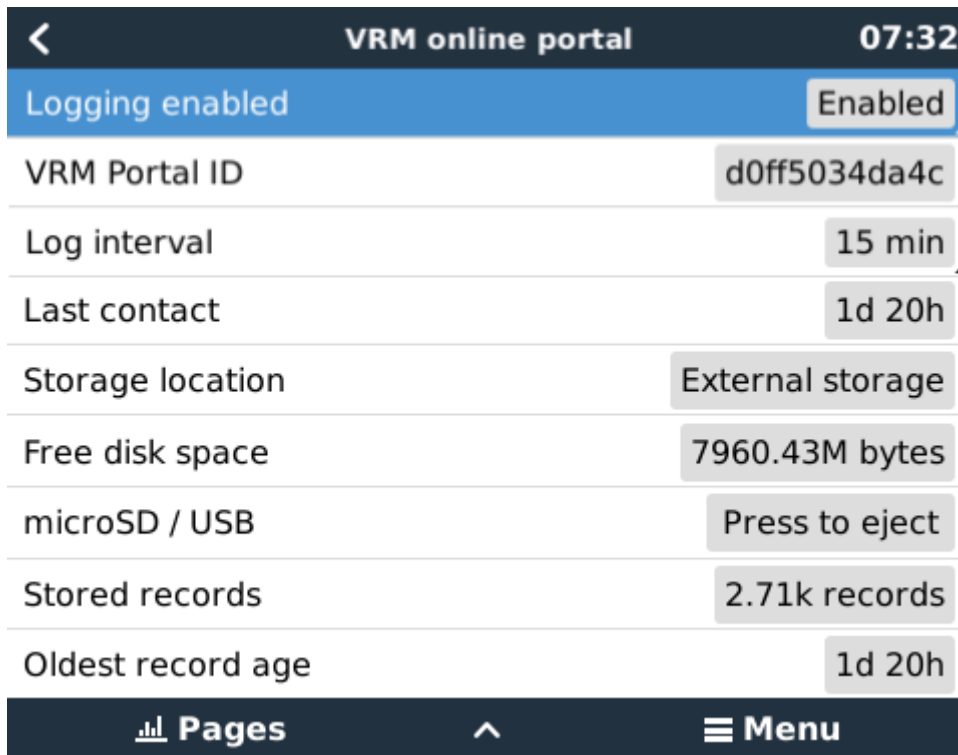 VRM online portal 07:32
Logging enabled Enabled
VRM Portal ID d0ff5034da4c
Log interval 15 min
Last contact 1d 20h
Storage location External storage
Free disk space 7960.43M bytes
microSD / USB Press to eject
Stored records 2.71k records
Oldest record age 1d 20h
Pages Menu